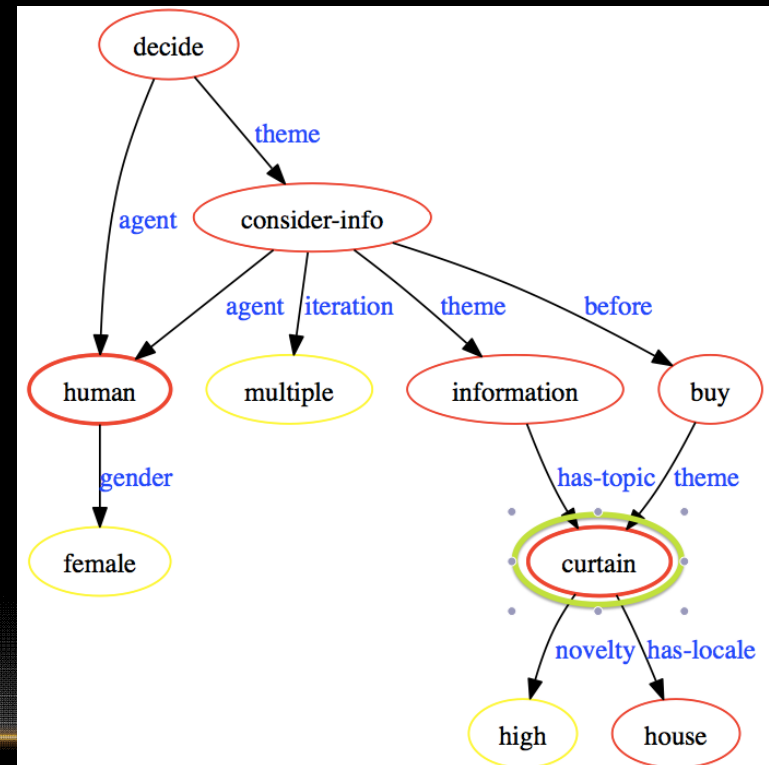 decide
theme
agent
consider-info
agent iteration theme before
human multiple information buy
gender has-topic theme
female curtain
novelty has-locale
high house